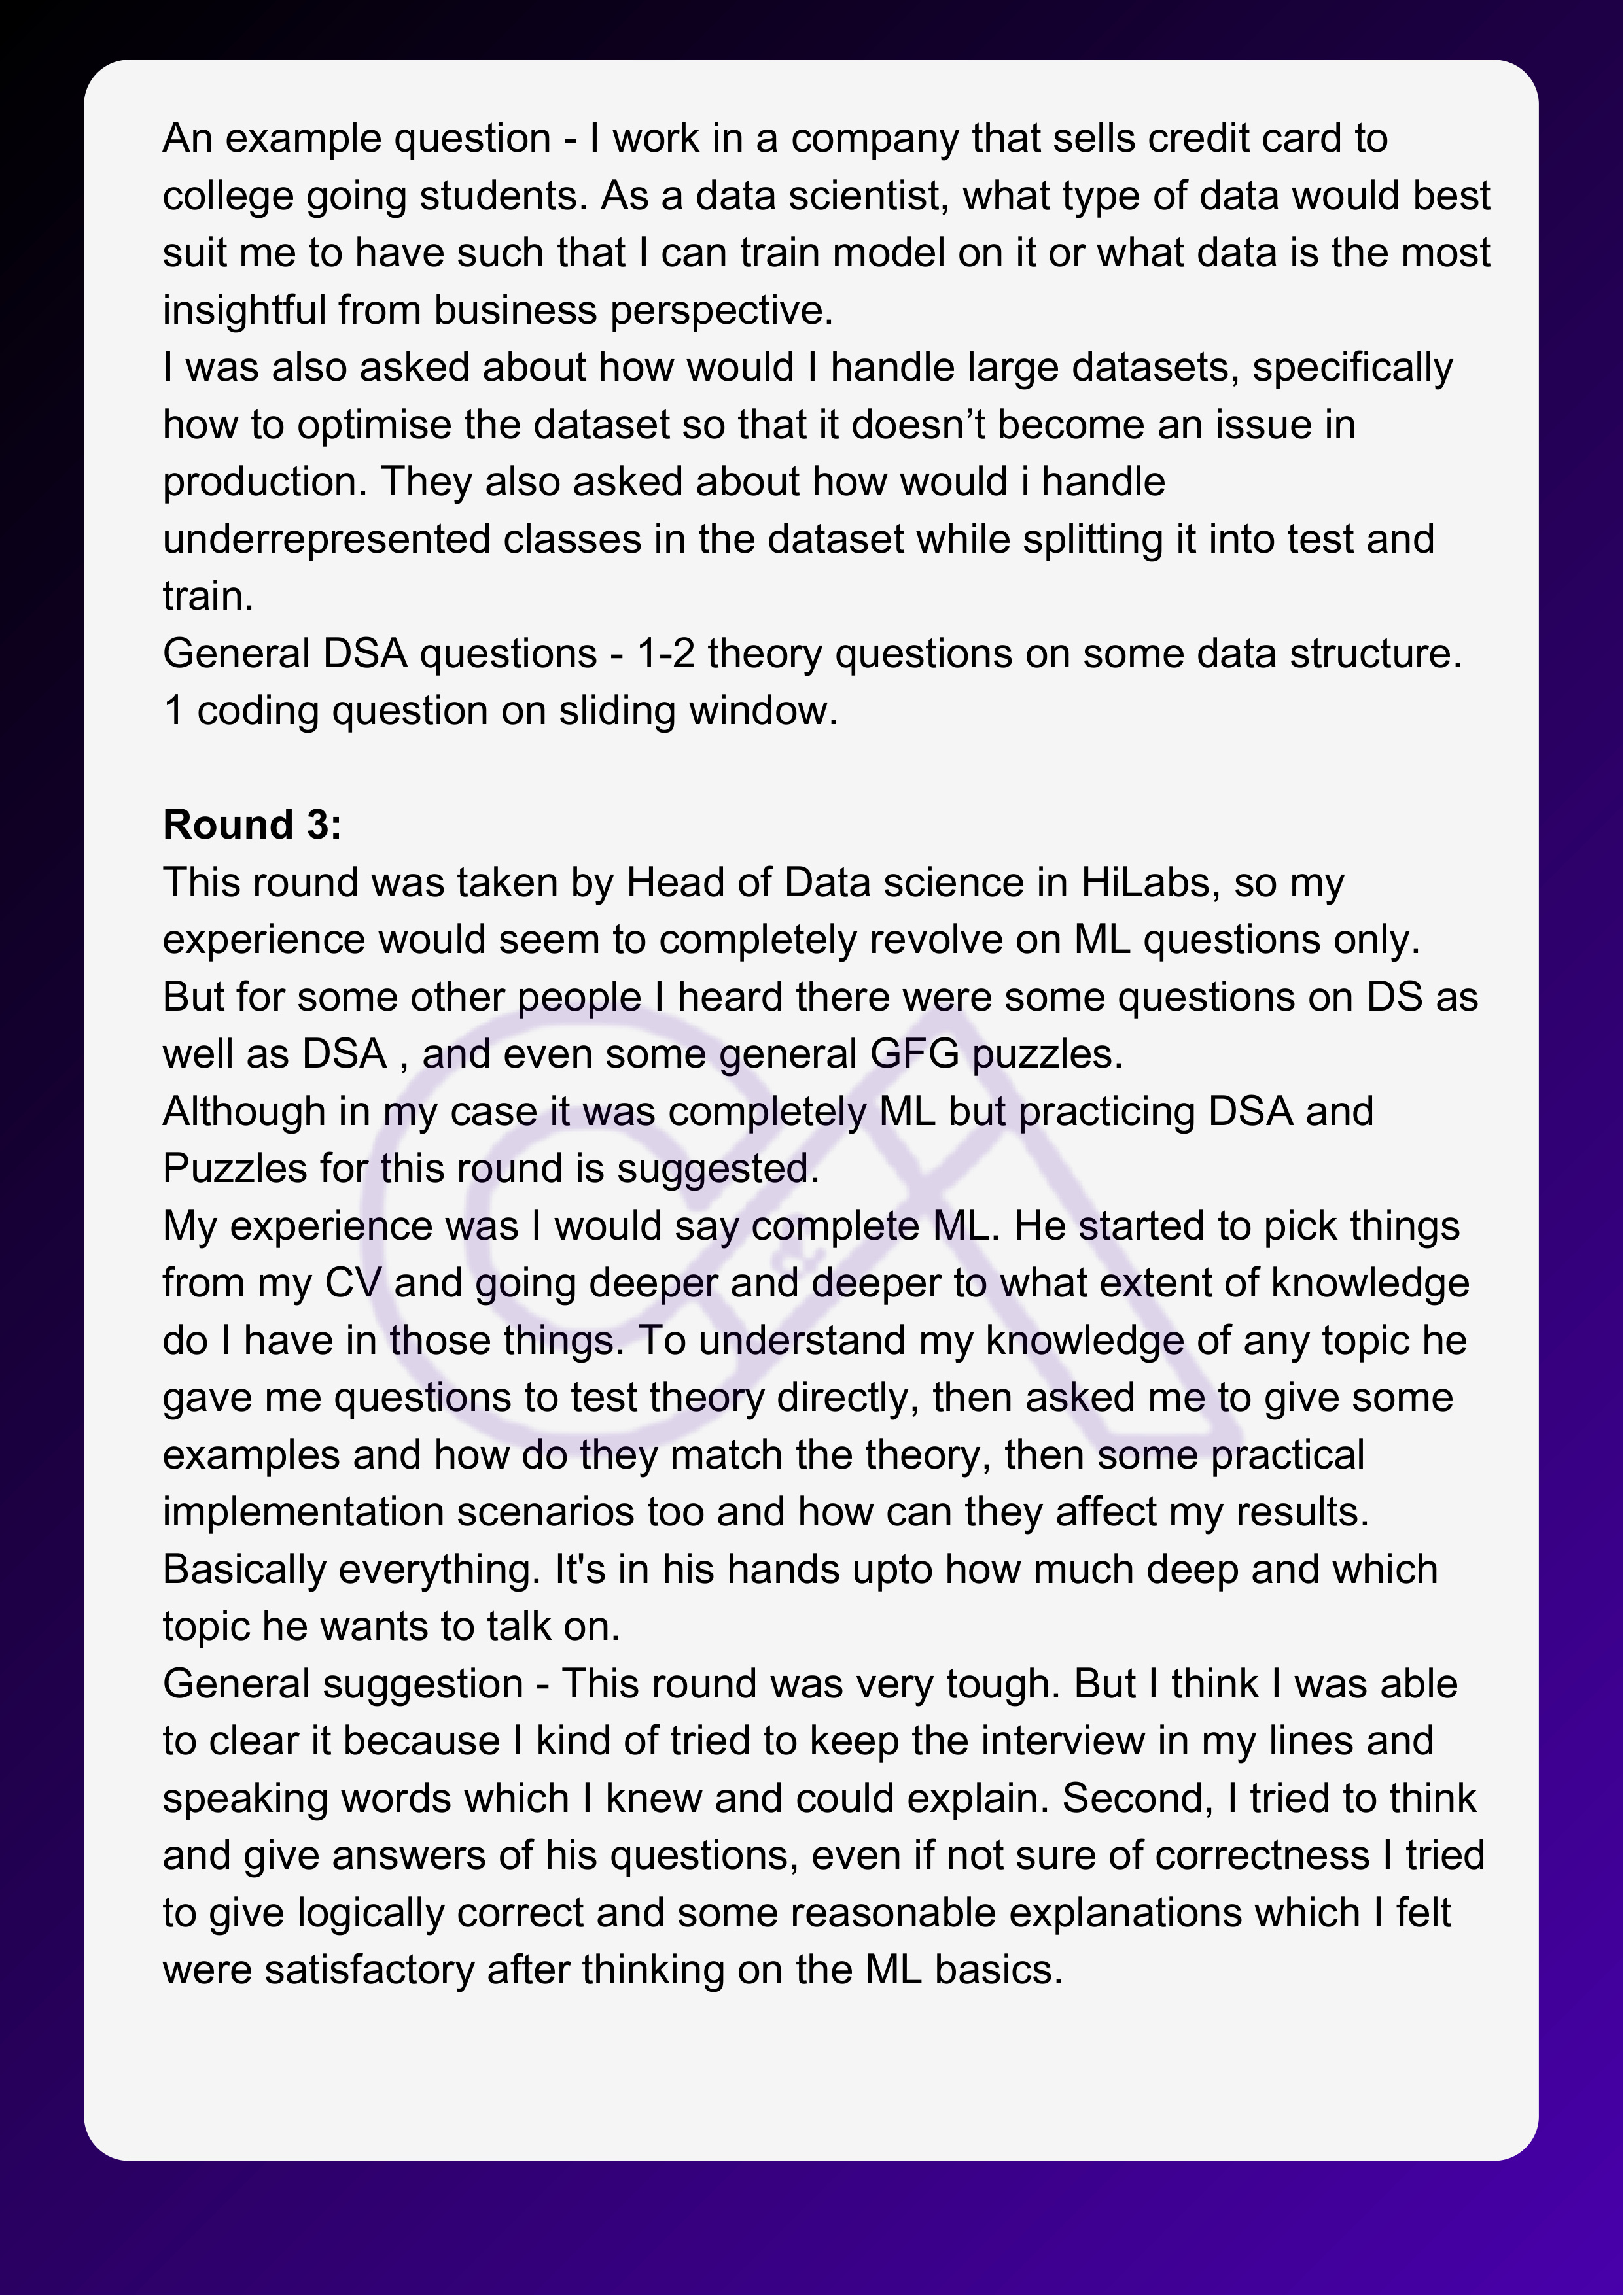 An example question - I work in a company that sells credit card to
college going students. As a data scientist, what type of data would best
suit me to have such that I can train model on it or what data is the most
insightful from business perspective.
I was also asked about how would I handle large datasets, specifically
how to optimise the dataset so that it doesn’t become an issue in
production. They also asked about how would i handle
underrepresented classes in the dataset while splitting it into test and
train.
General DSA questions - 1-2 theory questions on some data structure.
1 coding question on sliding window.
Round 3:
This round was taken by Head of Data science in HiLabs, so my
experience would seem to completely revolve on ML questions only.
But for some other people I heard there were some questions on DS as
well as DSA , and even some general GFG puzzles.
Although in my case it was completely ML but practicing DSA and
Puzzles for this round is suggested.
My experience was I would say complete ML. He started to pick things
from my CV and going deeper and deeper to what extent of knowledge
do I have in those things. To understand my knowledge of any topic he
gave me questions to test theory directly, then asked me to give some
examples and how do they match the theory, then some practical
implementation scenarios too and how can they affect my results.
Basically everything. It's in his hands upto how much deep and which
topic he wants to talk on.
General suggestion - This round was very tough. But I think I was able
to clear it because I kind of tried to keep the interview in my lines and
speaking words which I knew and could explain. Second, I tried to think
and give answers of his questions, even if not sure of correctness I tried
to give logically correct and some reasonable explanations which I felt
were satisfactory after thinking on the ML basics.
&